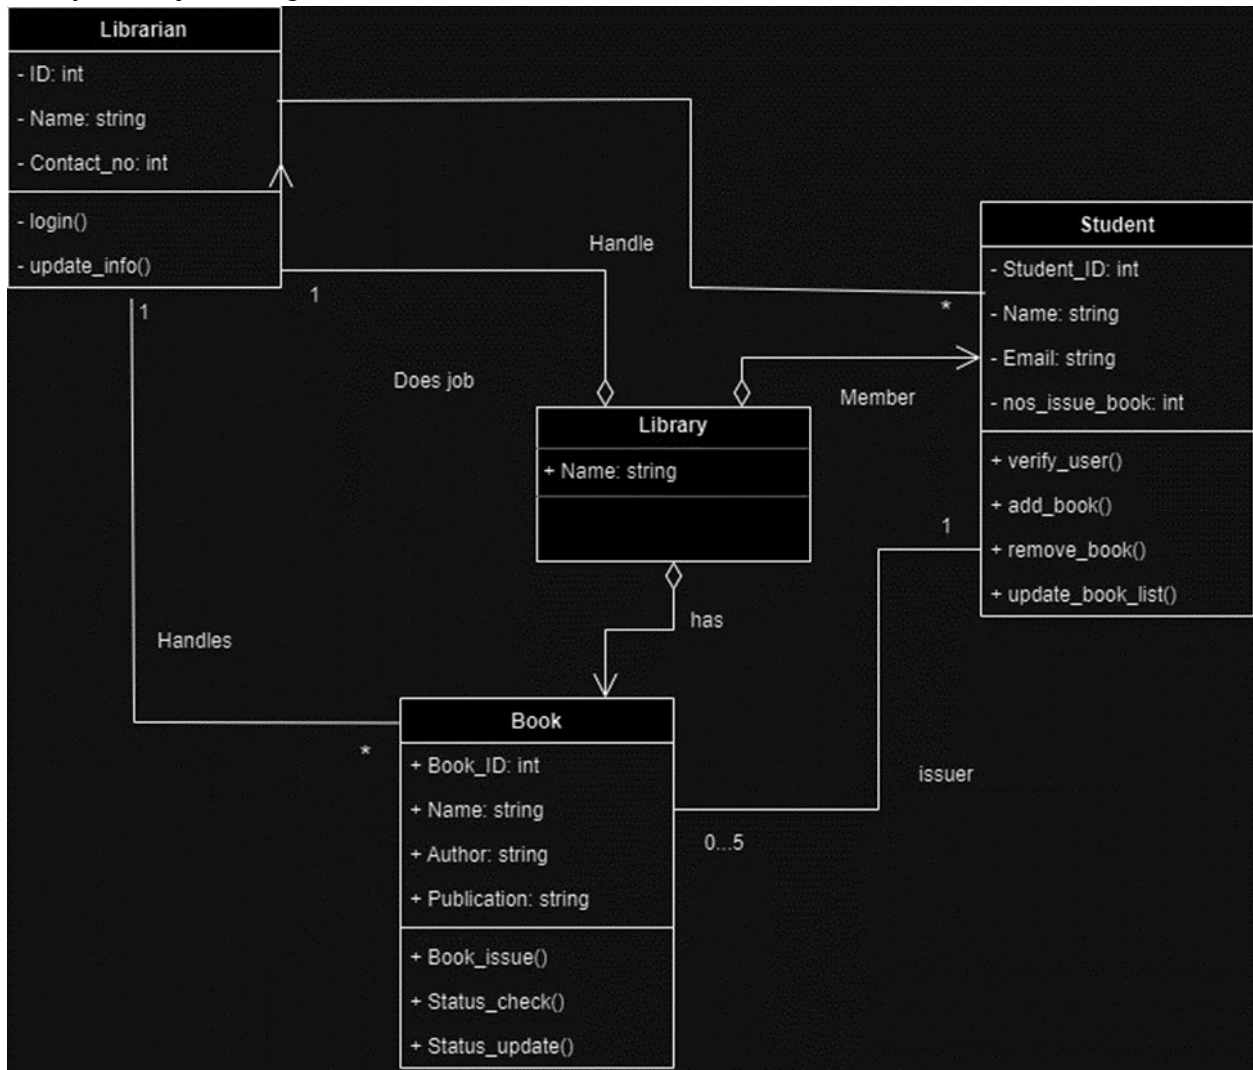 Librarian
- ID: int
- Name: string
- Contact_no: int
- login()
- update_info()
1
1
Handle
*
Student
- Student_ID: int
- Name: string
- Email: string
- nos_issue_book: int
+ verify_user()
+ add_book()
+ remove_book()
+ update_book_list()
Does job
Member
Library
+ Name: string
1
has
Handles
*
Book
+ Book_ID: int
+ Name: string
+ Author: string
+ Publication: string
+ Book_issue()
+ Status_check()
+ Status_update()
issuer
0...5